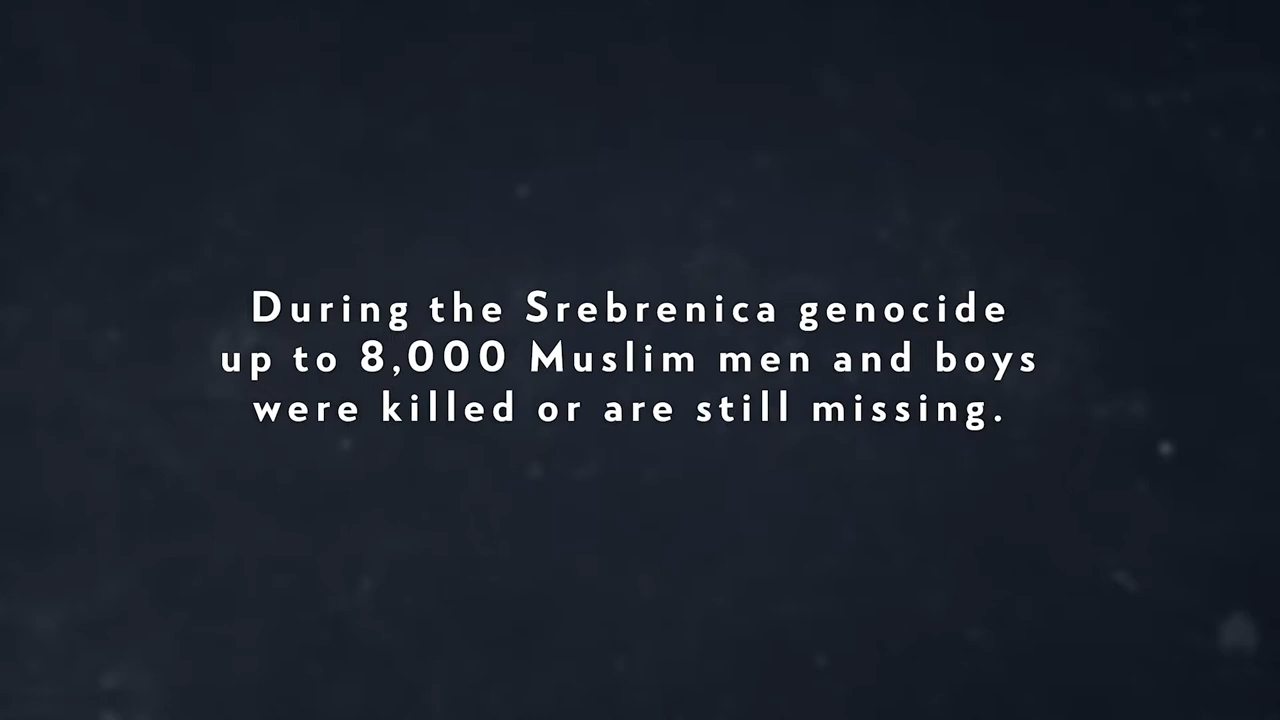 During the Srebrenica genocide
up to 8,000 Muslim men and boys
were killed or are still missing.